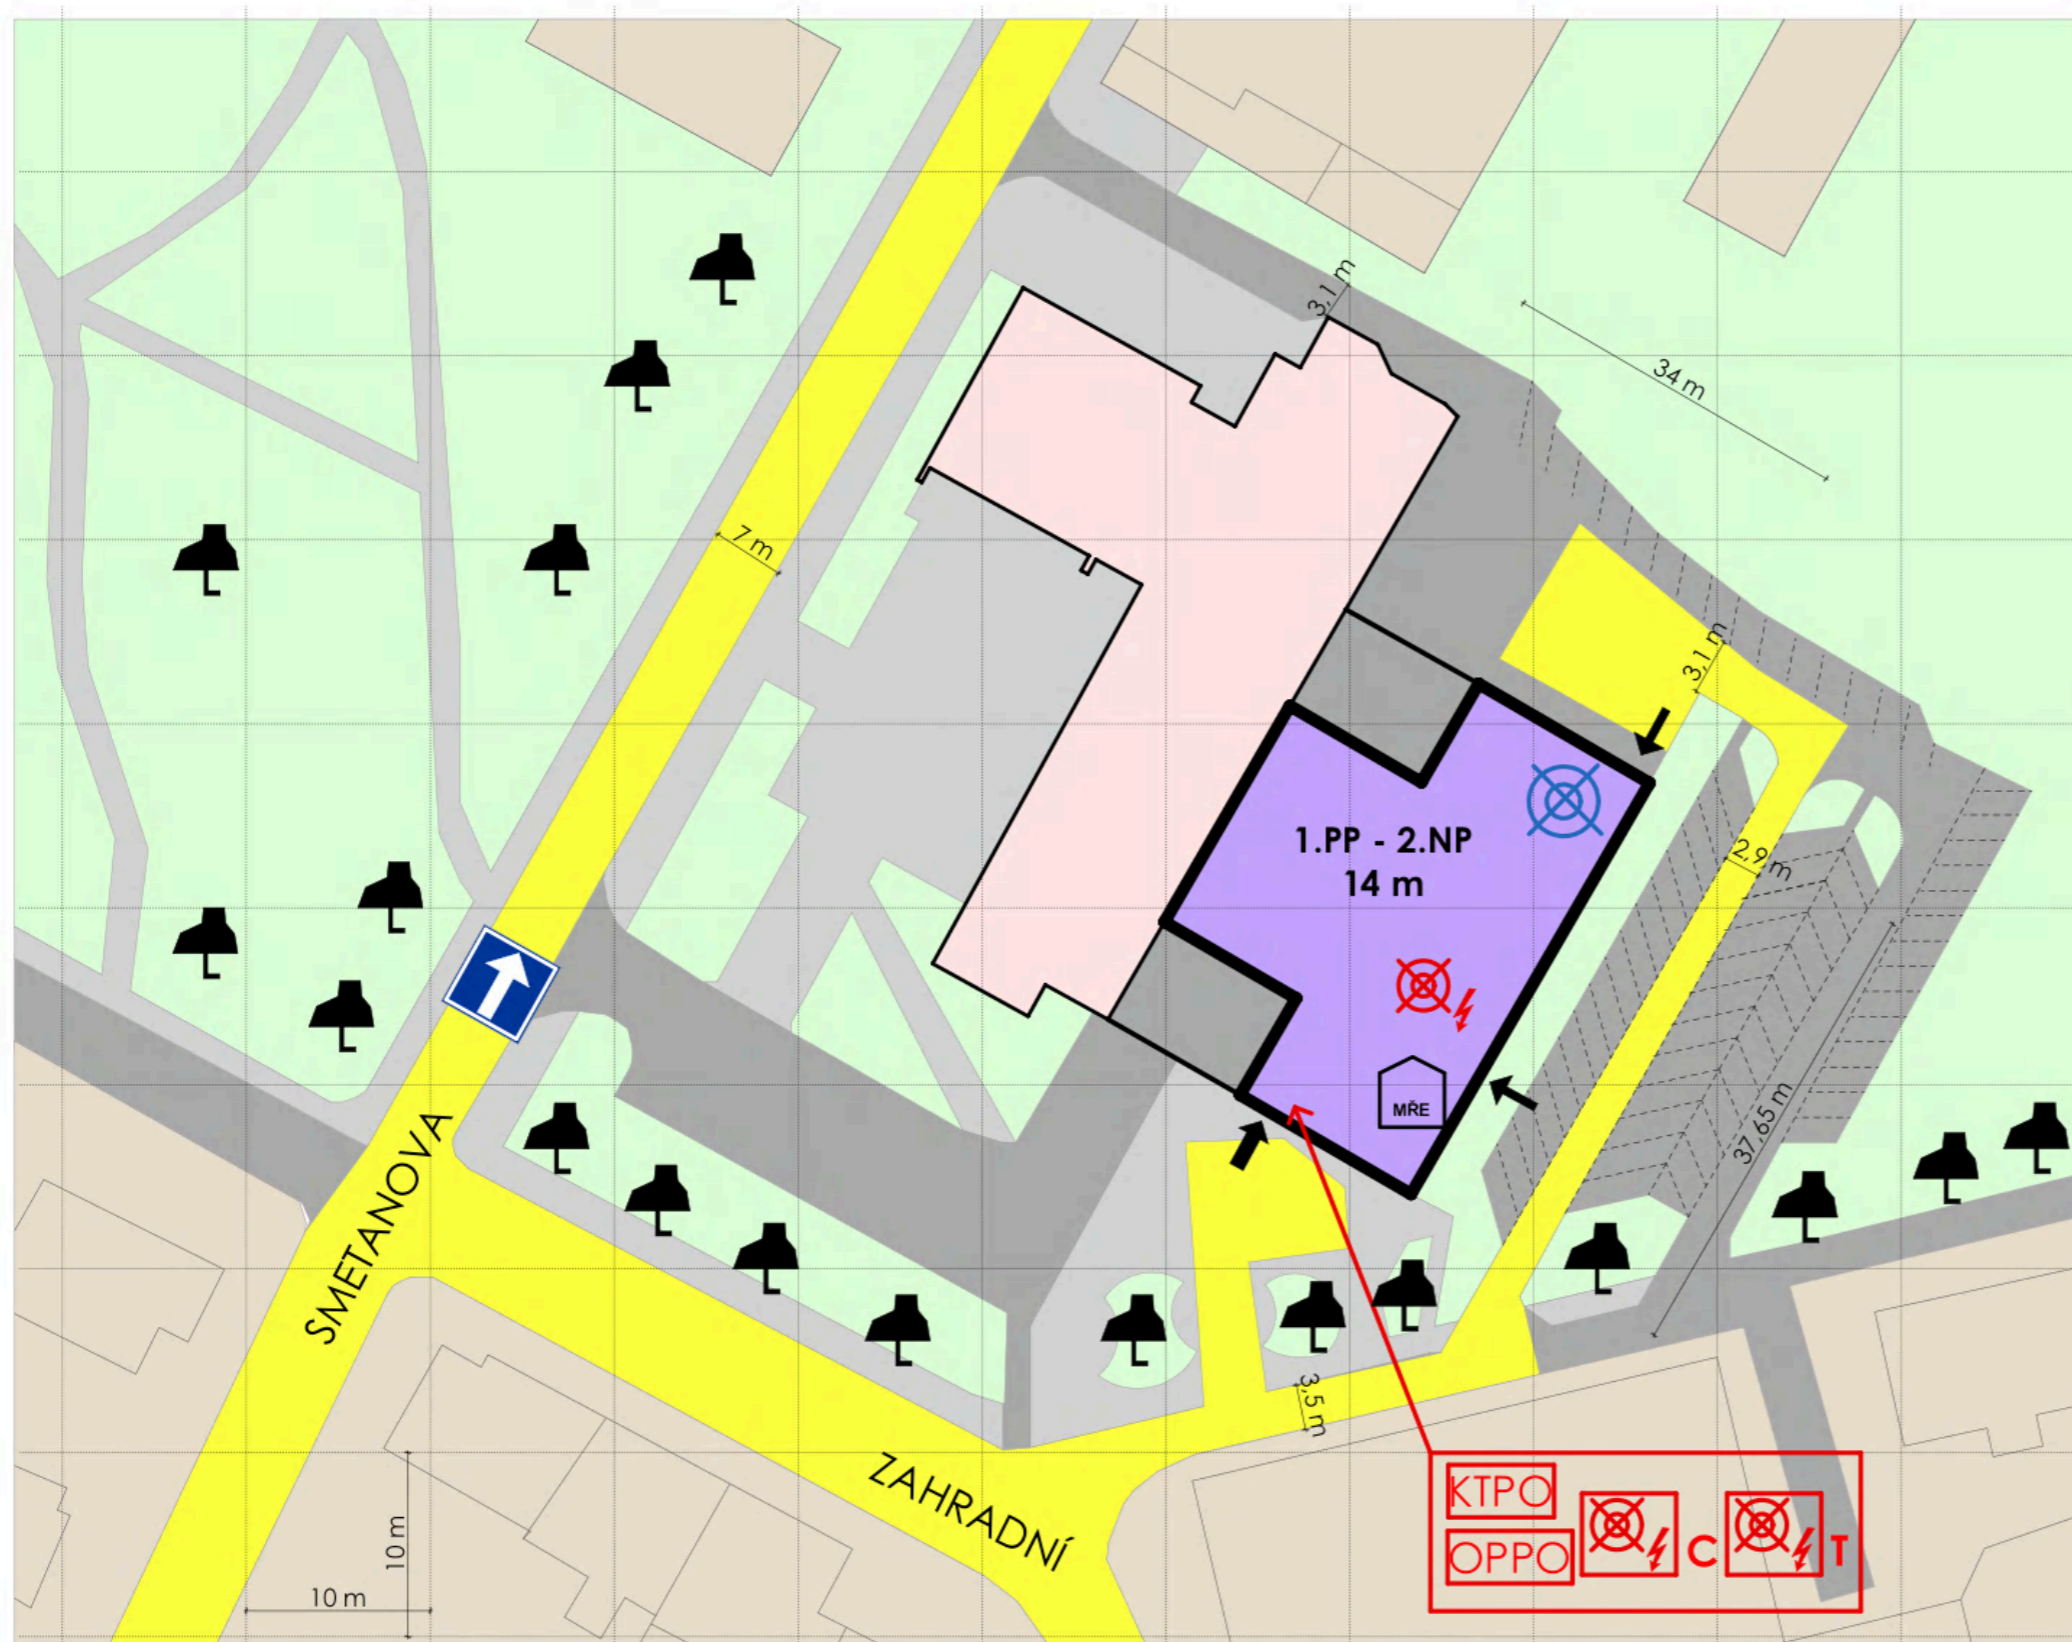 3,1 m
34 m
7 m
3,1 m
1.PP - 2.NP
14 m
2,9 m
MŘE
37,65 m
SMETANOVA
3,5 m
ZAHRADNÍ
10 m
10 m
KTPO
OPPO
C
T